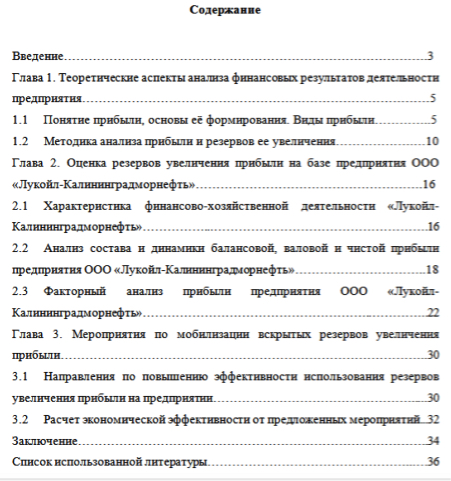 Содержание
Введение....................3
Глава 1. Теоретические аспекты анализа финансовых результатов деятельности
предприятия....................5
1.1 Понятие прибыли, основы её формирования. Виды прибыли....................5
1.2 Методика анализа прибыли и резервов ее увеличения....................10
Глава 2. Оценка резервов увеличения прибыли на базе предприятия ООО
«Лукойл-Калининградморнефть»....................16
2.1 Характеристика финансово-хозяйственной деятельности «Лукойл-
Калининградморнефть»....................16
2.2 Анализ состава и динамики балансовой, валовой и чистой прибыли
предприятия ООО «Лукойл-Калининградморнефть»....................18
2.3 Факторный анализ прибыли предприятия ООО «Лукойл-
Калининградморнефть»....................22
Глава 3. Мероприятия по мобилизации вскрытых резервов увеличения
прибыли....................30
3.1 Направления по повышению эффективности использования резервов
увеличения прибыли на предприятии....................30
3.2 Расчет экономической эффективности от предложенных мероприятий...32
Заключение....................34
Список использованной литературы....................36